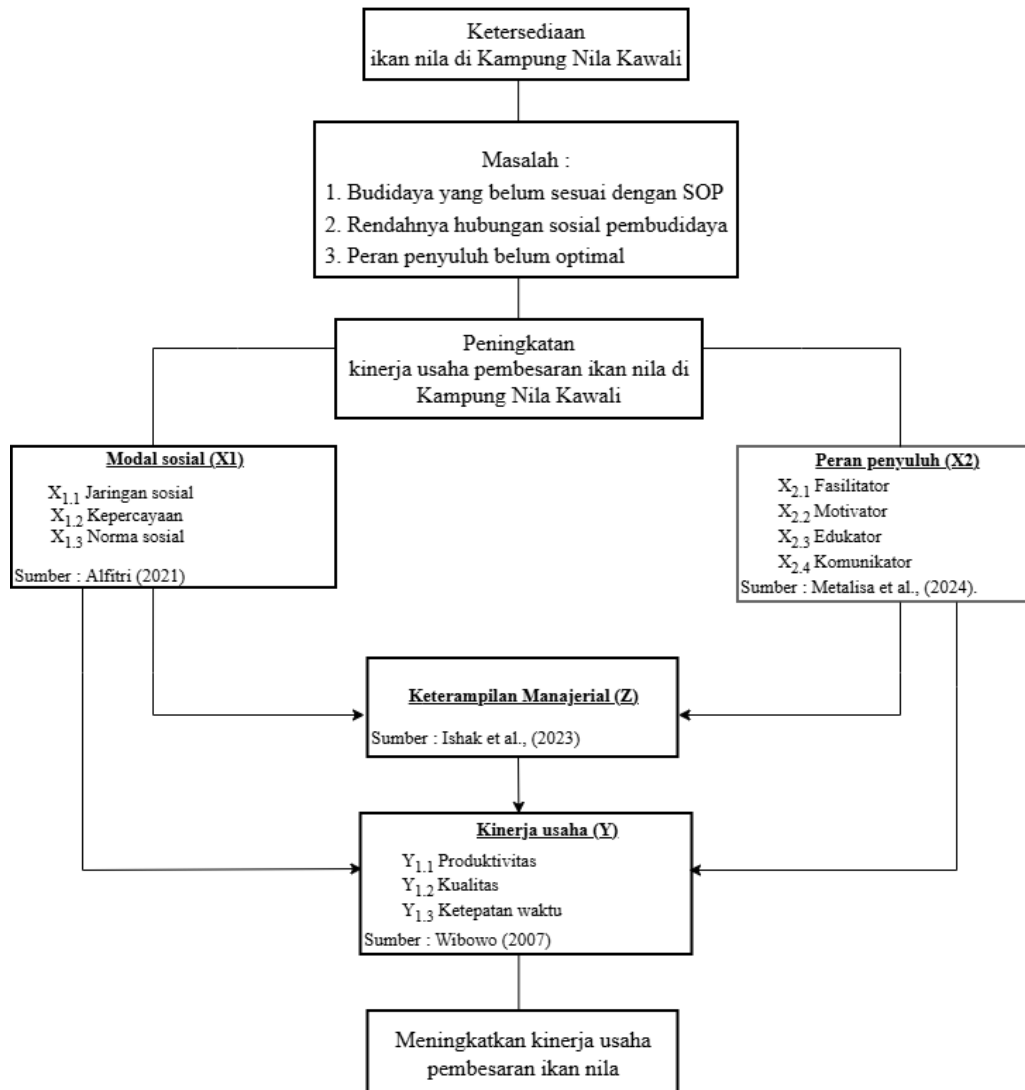 Ketersediaan
ikan nila di Kampung Nila Kawali
Masalah :
1. Budidaya yang belum sesuai dengan SOP
2. Rendahnya hubungan sosial pembudidaya
3. Peran penyuluh belum optimal
Peningkatan
kinerja usaha pembesaran ikan nila di
Kampung Nila Kawali
Modal sosial (X1)
X1.1 Jaringan sosial
X1.2 Kepercayaan
X1.3 Norma sosial
Sumber : Alfitri (2021)
Peran penyuluh (X2)
X2.1 Fasilitator
X2.2 Motivator
X2.3 Edukator
X2.4 Komunikator
Sumber : Metalisa et al., (2024).
Keterampilan Manajerial (Z)
Sumber : Ishak et al., (2023)
Kinerja usaha (Y)
Y1.1 Produktivitas
Y1.2 Kualitas
Y1.3 Ketepatan waktu
Sumber : Wibowo (2007)
Meningkatkan kinerja usaha
pembesaran ikan nila